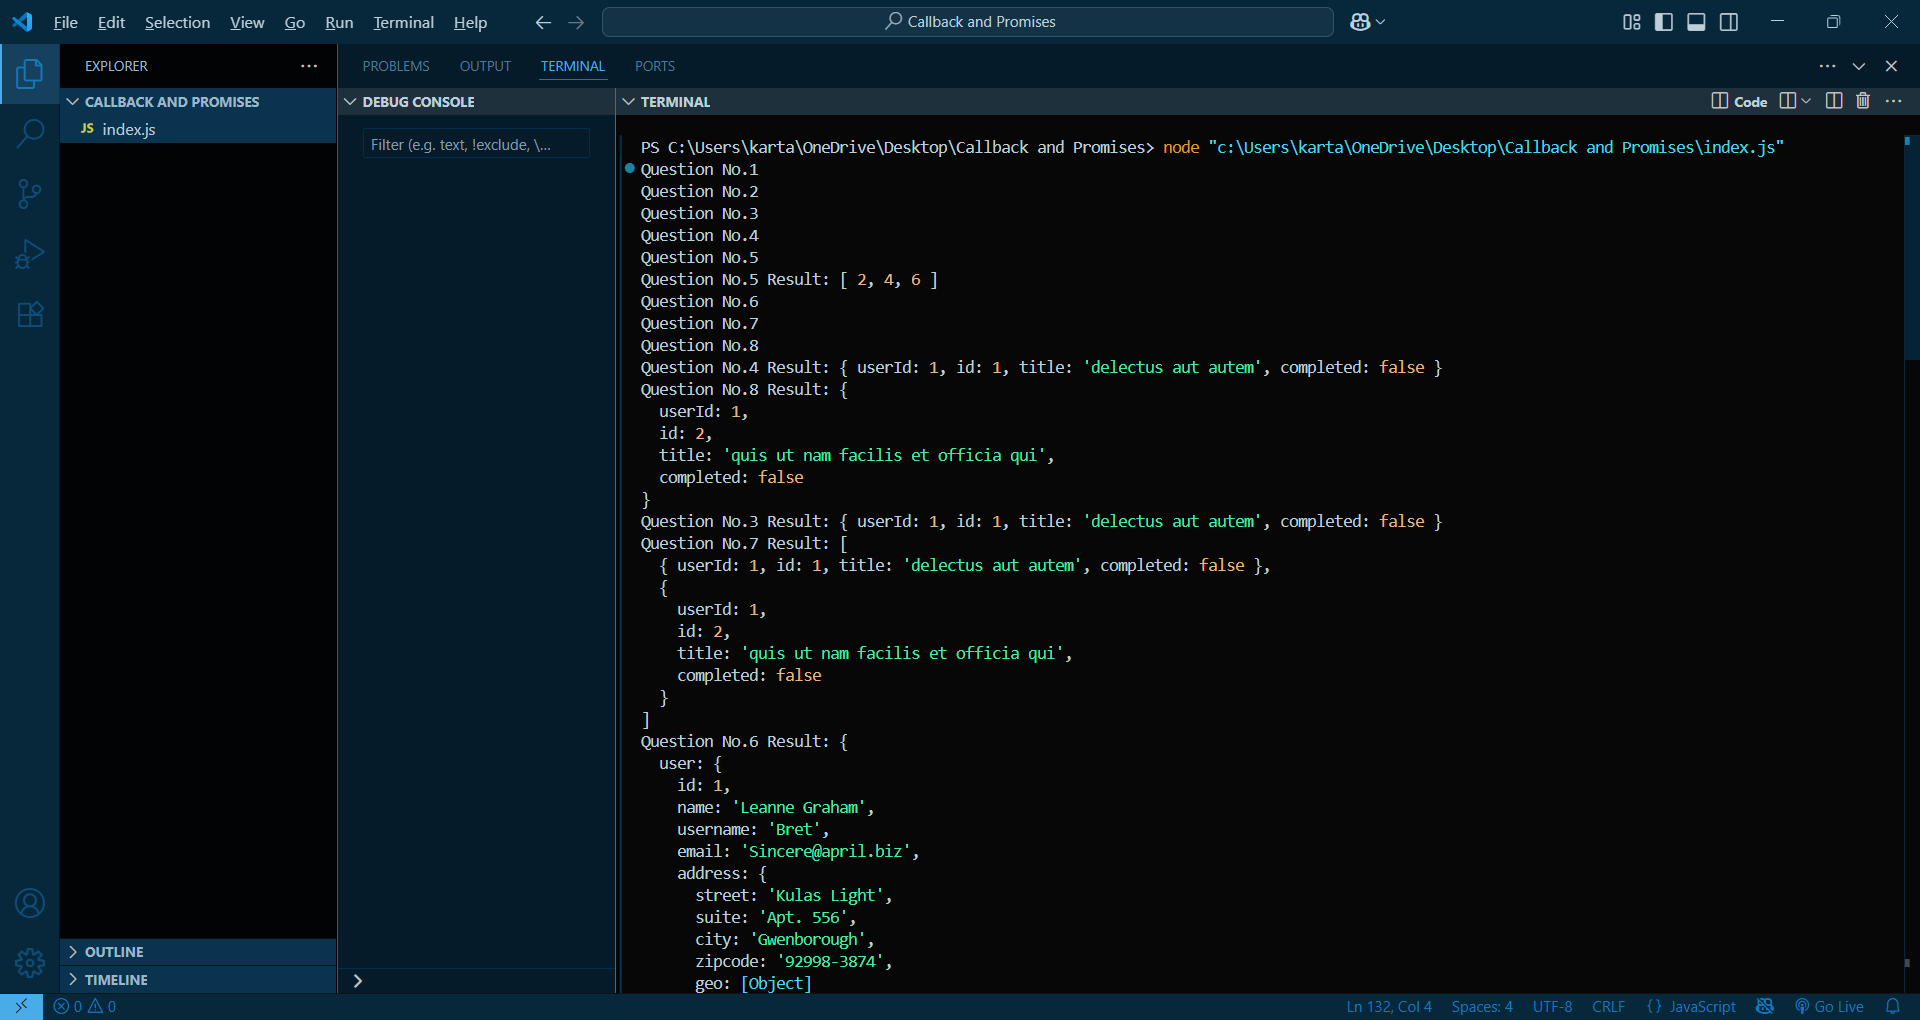 File Edit Selection View Go Run Terminal Help
Callback and Promises
EXPLORER
CALLBACK AND PROMISES
JS index.js
OUTLINE
TIMELINE
PROBLEMS OUTPUT TERMINAL PORTS
DEBUG CONSOLE
Filter (e.g. text, !exclude, \...
TERMINAL
Code
PS C:\Users\karta\OneDrive\Desktop\Callback and Promises> node "c:\Users\karta\OneDrive\Desktop\Callback and Promises\index.js"
Question No.1
Question No.2
Question No.3
Question No.4
Question No.5
Question No.5 Result: [ 2, 4, 6 ]
Question No.6
Question No.7
Question No.8
Question No.4 Result: { userId: 1, id: 1, title: 'delectus aut autem', completed: false }
Question No.8 Result: {
  userId: 1,
  id: 2,
  title: 'quis ut nam facilis et officia qui',
  completed: false
}
Question No.3 Result: { userId: 1, id: 1, title: 'delectus aut autem', completed: false }
Question No.7 Result: [
  { userId: 1, id: 1, title: 'delectus aut autem', completed: false },
  {
    userId: 1,
    id: 2,
    title: 'quis ut nam facilis et officia qui',
    completed: false
  }
]
Question No.6 Result: {
  user: {
    id: 1,
    name: 'Leanne Graham',
    username: 'Bret',
    email: 'Sincere@april.biz',
    address: {
      street: 'Kulas Light',
      suite: 'Apt. 556',
      city: 'Gwenborough',
      zipcode: '92998-3874',
      geo: [Object]
0 0
Ln 132, Col 4 Spaces: 4 UTF-8 CRLF {} JavaScript Go Live